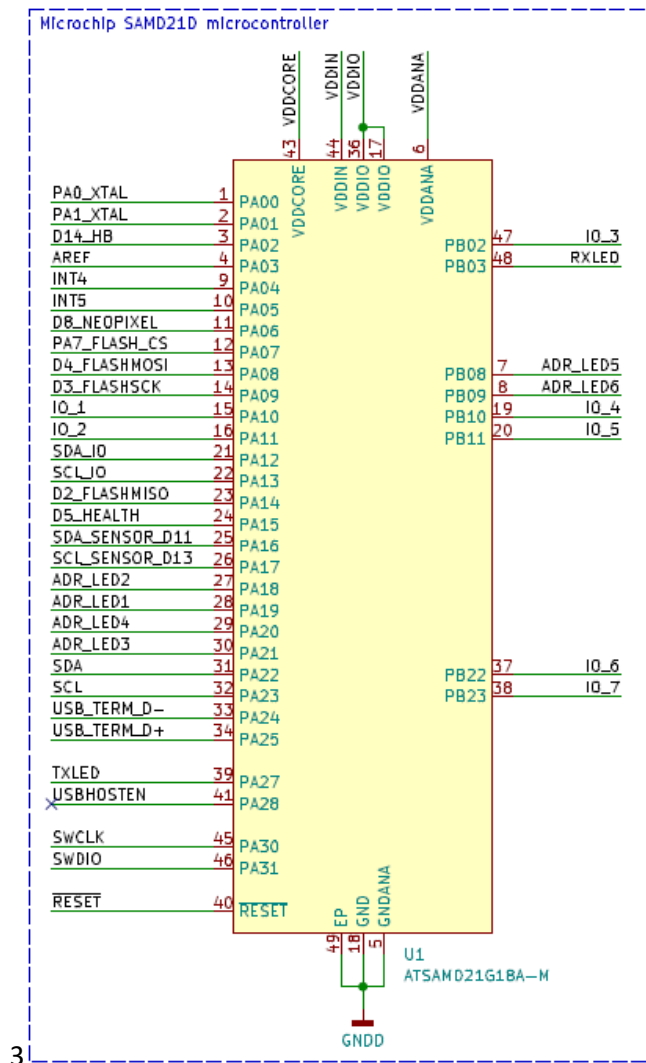 Microchip SAMD21D microcontroller
VDDCORE VDDIN VDDIO VDDANA
43 44 36 17 6
VDDCORE VDDIN VDDIO VDDIO VDDANA
PA0_XTAL 1 PA00
PA1_XTAL 2 PA01
D14_HB 3 PA02 PB02 47 IO_3
AREF 4 PA03 PB03 48 RXLED
INT4 9 PA04
INT5 10 PA05
D8_NEOPIXEL 11 PA06
PA7_FLASH_CS 12 PA07
D4_FLASHMOSI 13 PA08 PB08 7 ADR_LED5
D3_FLASHSCK 14 PA09 PB09 8 ADR_LED6
IO_1 15 PA10 PB10 19 IO_4
IO_2 16 PA11 PB11 20 IO_5
SDA_IO 21 PA12
SCL_IO 22 PA13
D2_FLASHMISO 23 PA14
D5_HEALTH 24 PA15
SDA_SENSOR_D11 25 PA16
SCL_SENSOR_D13 26 PA17
ADR_LED2 27 PA18
ADR_LED1 28 PA19
ADR_LED4 29 PA20
ADR_LED3 30 PA21
SDA 31 PA22 PB22 37 IO_6
SCL 32 PA23 PB23 38 IO_7
USB_TERM_D- 33 PA24
USB_TERM_D+ 34 PA25
TXLED 39 PA27
USBHOSTEN 41 PA28
SWCLK 45 PA30
SWDIO 46 PA31
RESET 40 RESET
EP GND GNDANA
49 18 5
U1
ATSAMD21G18A-M
GNDD
3